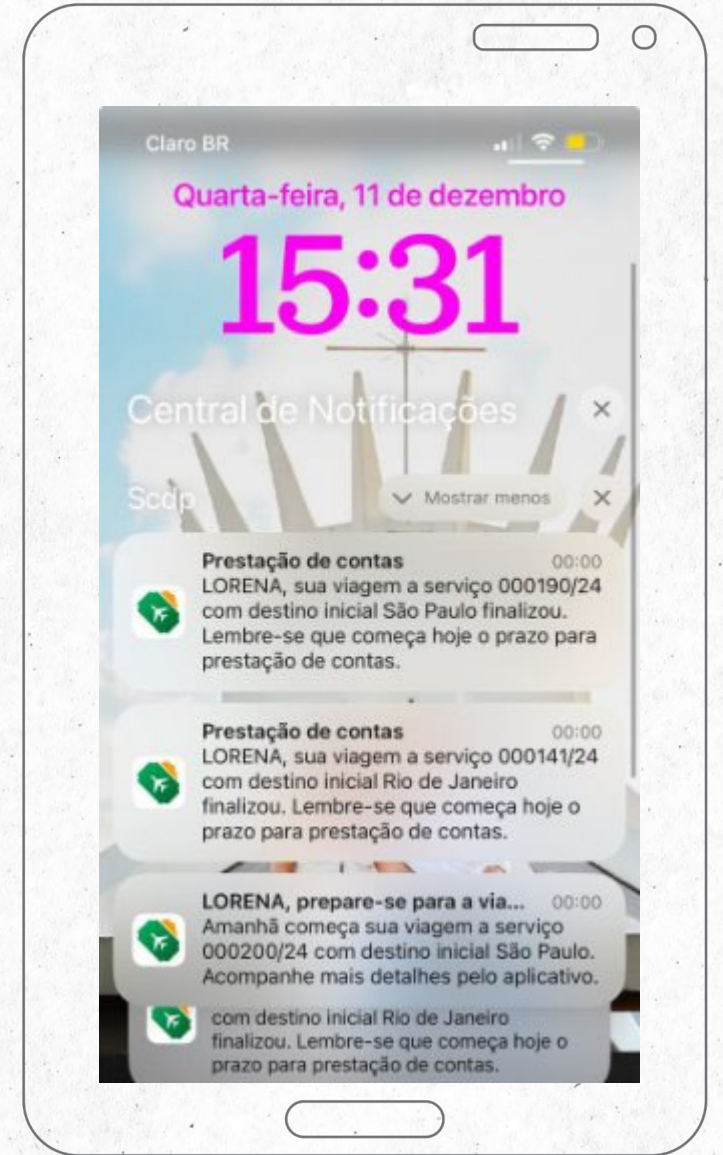 Claro BR
Quarta-feira, 11 de dezembro
15:31
Central de Notificações
Scdp
Mostrar menos
Prestação de contas 00:00
LORENA, sua viagem a serviço 000190/24
com destino inicial São Paulo finalizou.
Lembre-se que começa hoje o prazo para
prestação de contas.
Prestação de contas 00:00
LORENA, sua viagem a serviço 000141/24
com destino inicial Rio de Janeiro
finalizou. Lembre-se que começa hoje o
prazo para prestação de contas.
LORENA, prepare-se para a via... 00:00
Amanhã começa sua viagem a serviço
000200/24 com destino inicial São Paulo.
Acompanhe mais detalhes pelo aplicativo.
com destino inicial Rio de Janeiro
finalizou. Lembre-se que começa hoje o
prazo para prestação de contas.